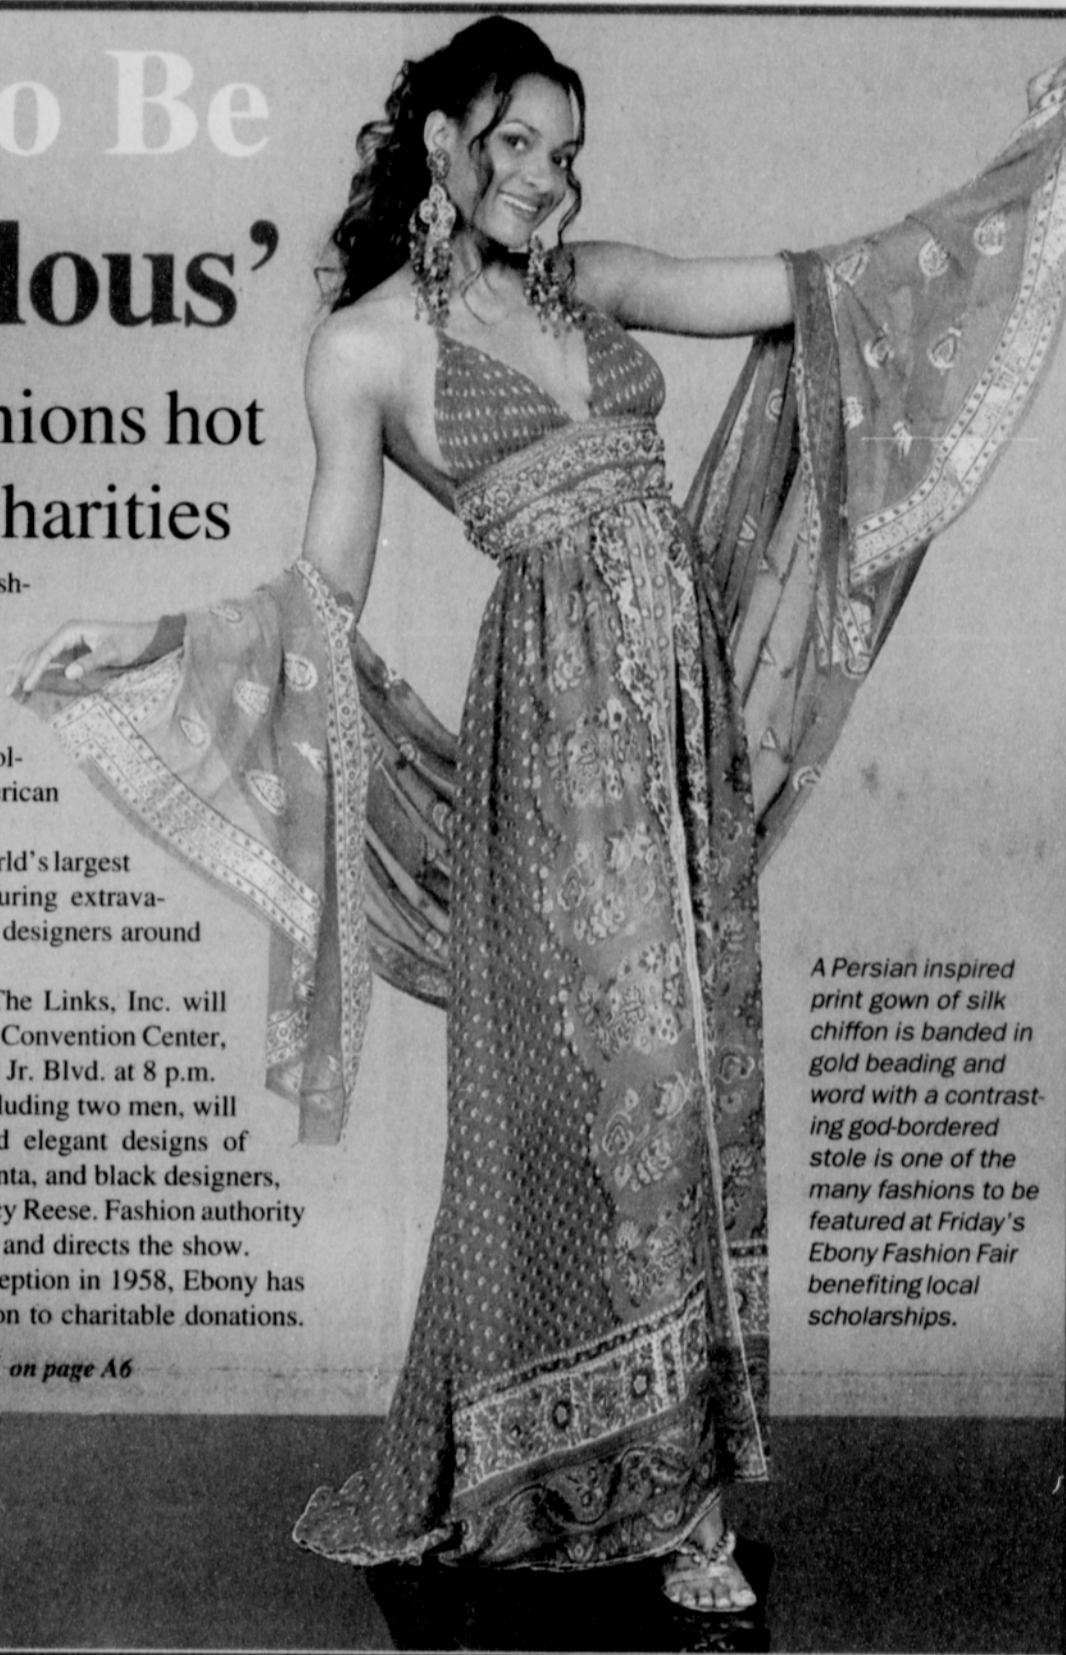 o Be
lous’
nions hot
harities
sh-
ol-
rican
rld's largest
uring extrava-
designers around
The Links, Inc. will
Convention Center,
Jr. Blvd. at 8 p.m.
luding two men, will
d elegant designs of
nta, and black designers,
cy Reese. Fashion authority
and directs the show.
eption in 1958, Ebony has
on to charitable donations.
on page A6
A Persian inspired
print gown of silk
chiffon is banded in
gold beading and
word with a contrast-
ing god-bordered
stole is one of the
many fashions to be
featured at Friday's
Ebony Fashion Fair
benefiting local
scholarships.